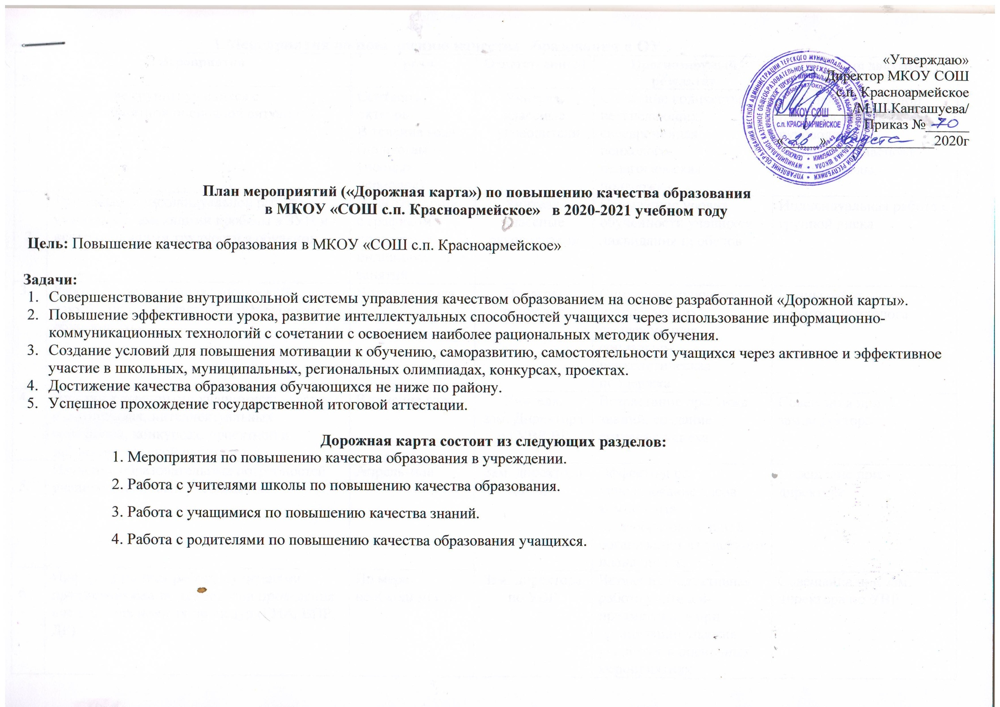 «Утверждаю»
Директор МКОУ СОШ
с.п. Красноармейское
/М.Ш.Кангашуева/
Приказ № 70
« 28 » августа 2020г
МКОУ СОШ
с.п. КРАСНОАРМЕЙСКОЕ
План мероприятий («Дорожная карта») по повышению качества образования
в МКОУ «СОШ с.п. Красноармейское» в 2020-2021 учебном году
Цель: Повышение качества образования в МКОУ «СОШ с.п. Красноармейское»
Задачи:
1. Совершенствование внутришкольной системы управления качеством образованием на основе разработанной «Дорожной карты».
2. Повышение эффективности урока, развитие интеллектуальных способностей учащихся через использование информационно-
коммуникационных технологий с сочетании с освоением наиболее рациональных методик обучения.
3. Создание условий для повышения мотивации к обучению, саморазвитию, самостоятельности учащихся через активное и эффективное
участие в школьных, муниципальных, региональных олимпиадах, конкурсах, проектах.
4. Достижение качества образования обучающихся не ниже по району.
5. Успешное прохождение государственной итоговой аттестации.
Дорожная карта состоит из следующих разделов:
1. Мероприятия по повышению качества образования в учреждении.
2. Работа с учителями школы по повышению качества образования.
3. Работа с учащимися по повышению качества знаний.
4. Работа с родителями по повышению качества образования учащихся.